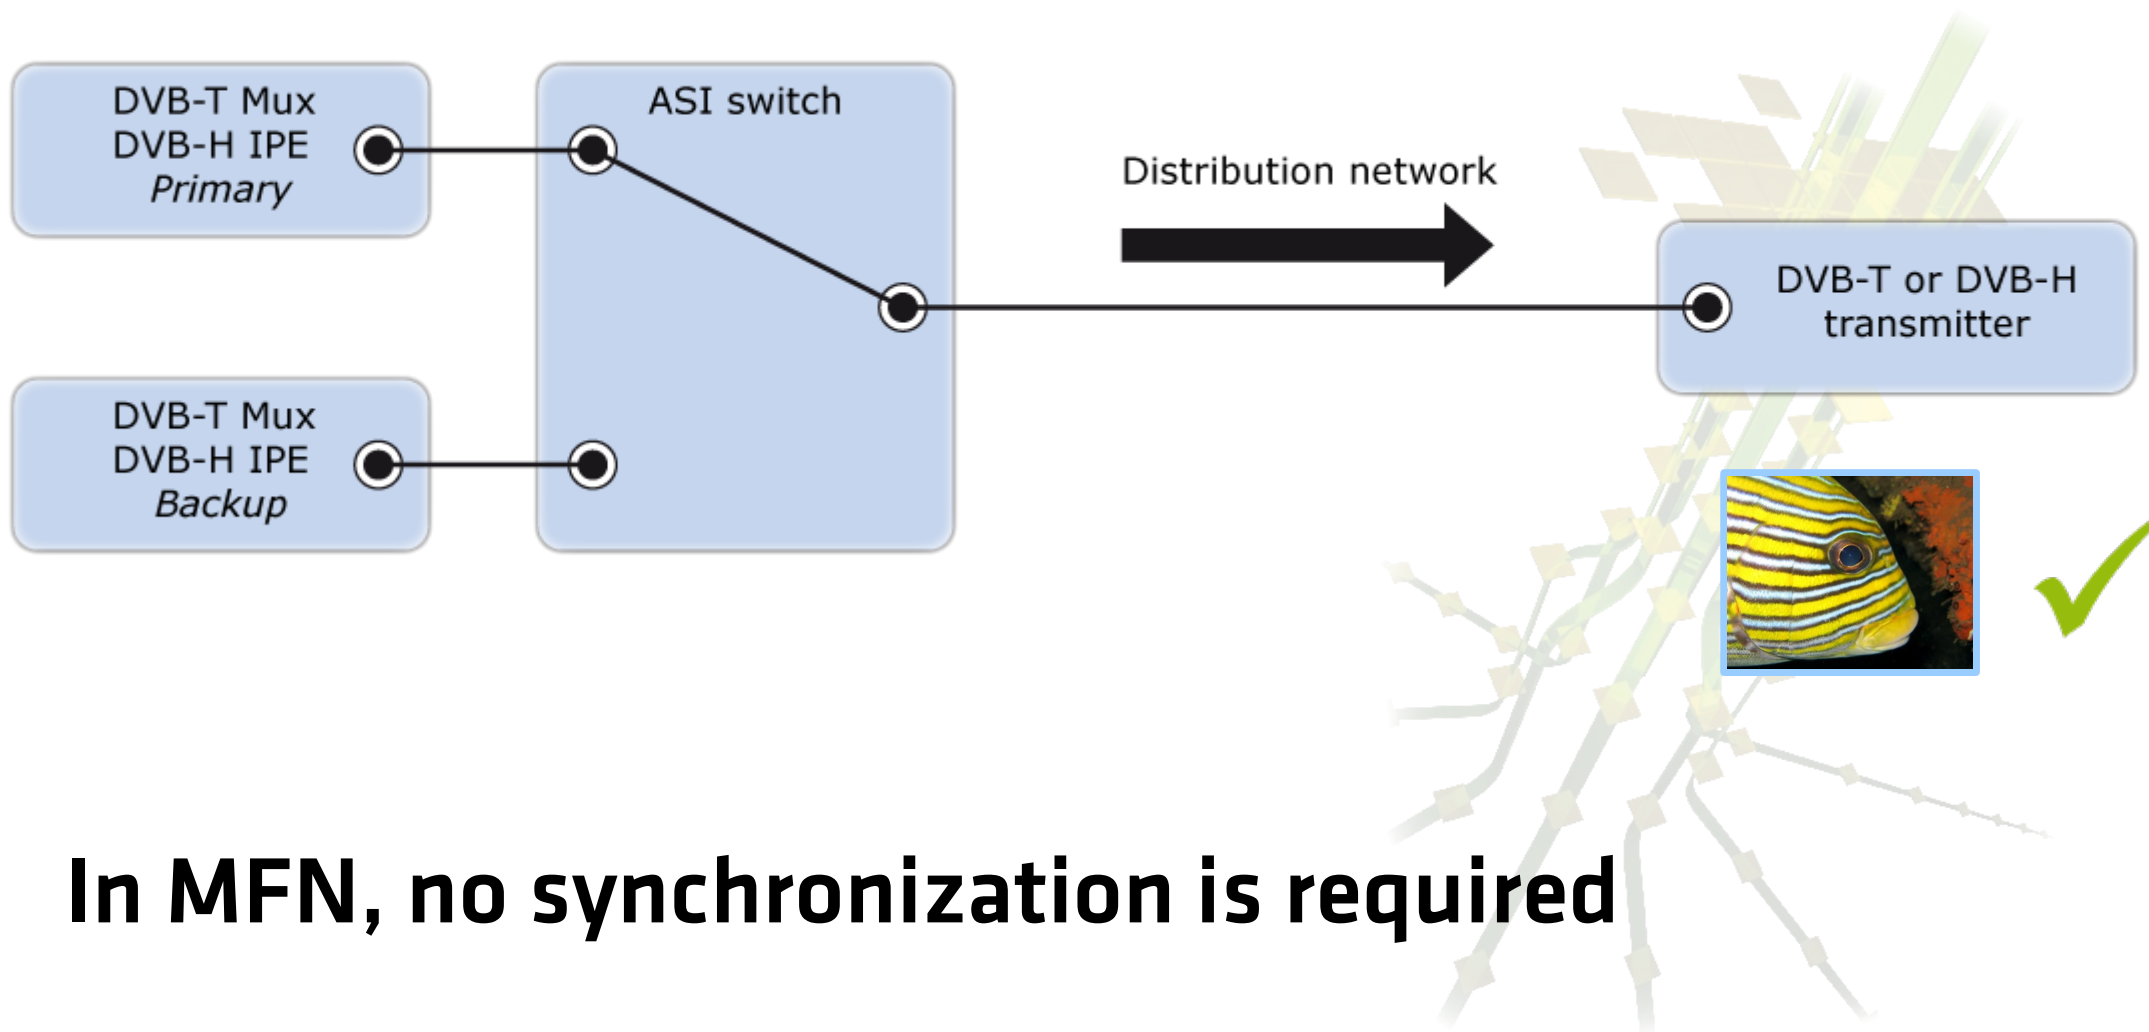 DVB-T Mux
DVB-H IPE
Primary
ASI switch
Distribution network
DVB-T or DVB-H
transmitter
DVB-T Mux
DVB-H IPE
Backup
In MFN, no synchronization is required